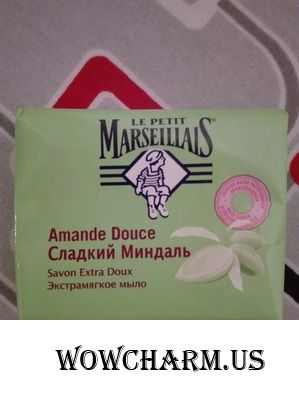 LE PETIT
MARSEILLAIS®
Amande Douce
Сладкий Миндаль
Savon Extra Doux
Экстрамягкое мыло
WOWCHARM.US